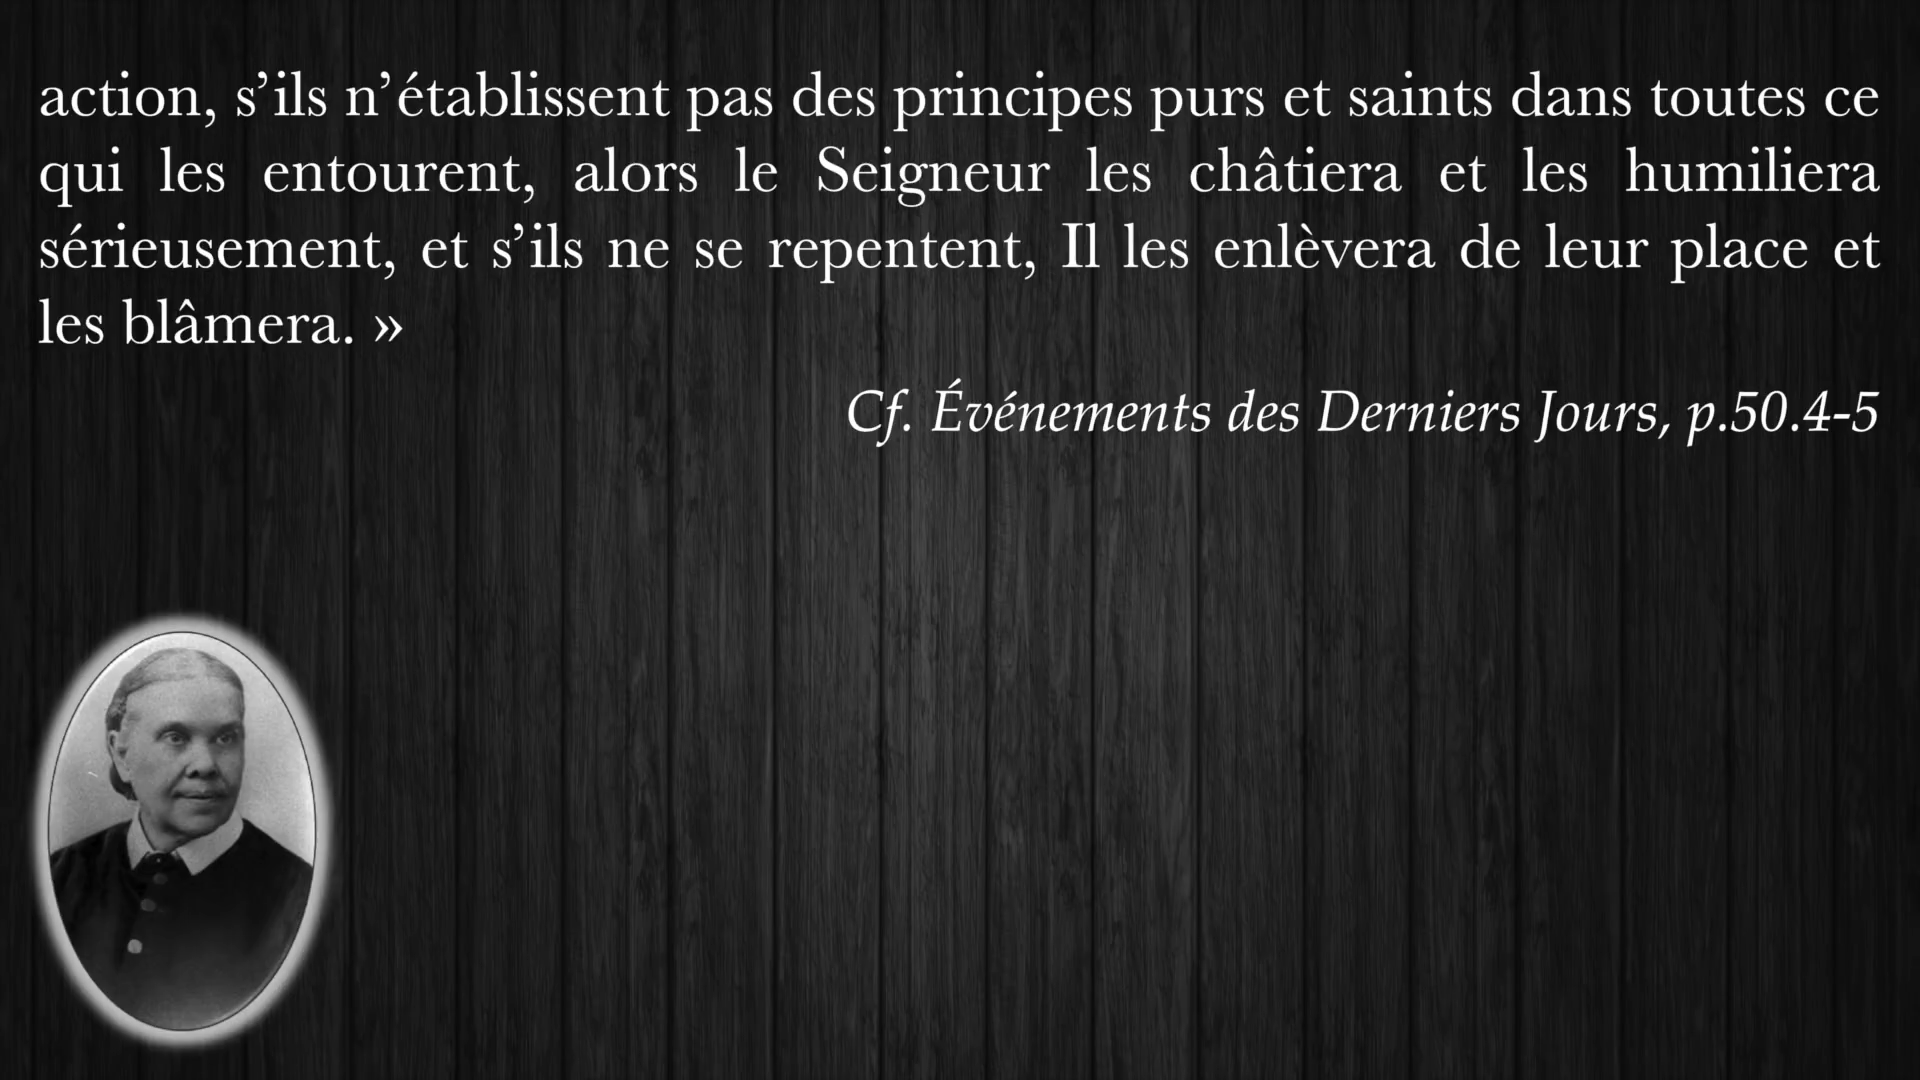 action, s’ils n’établissent pas des principes purs et saints dans toutes ce
qui les entourent, alors le Seigneur les châtiera et les humiliera
sérieusement, et s’ils ne se repentent, Il les enlèvera de leur place et
les blâmera. »
Cf. Événements des Derniers Jours, p.50.4-5